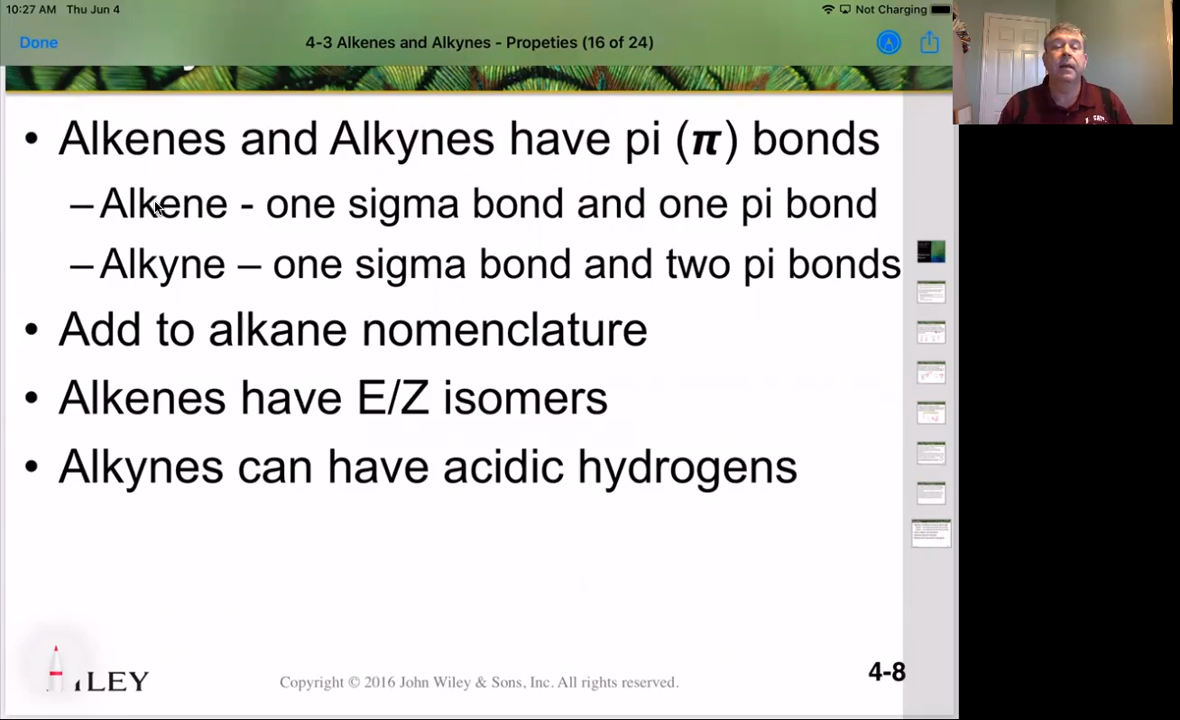 10:27 AM Thu Jun 4
Not Charging
Done
4-3 Alkenes and Alkynes - Propeties (16 of 24)
• Alkenes and Alkynes have pi (π) bonds
– Alkene - one sigma bond and one pi bond
– Alkyne – one sigma bond and two pi bonds
• Add to alkane nomenclature
• Alkenes have E/Z isomers
• Alkynes can have acidic hydrogens
4-8
Copyright © 2016 John Wiley & Sons, Inc. All rights reserved.